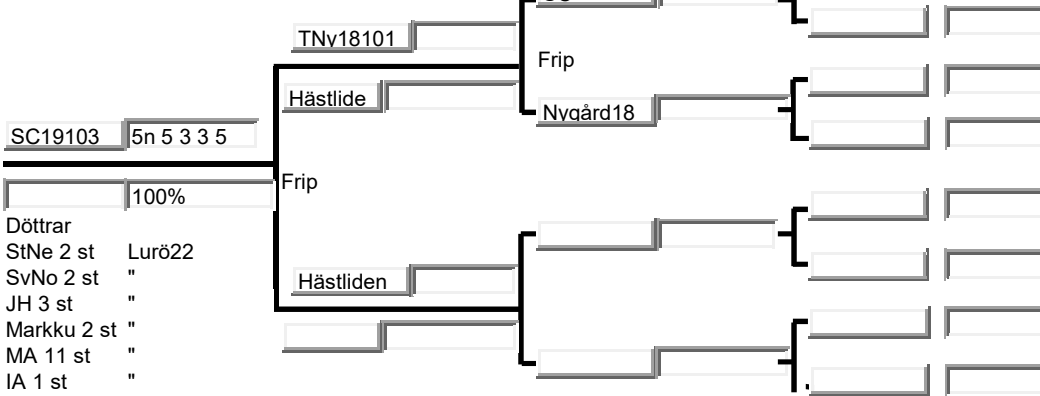 TNy18101
Frip
Hästlide
Nygård18
SC19103 5n 5 3 3 5
Frip
100%
Döttrar
StNe 2 st Lurö22
SvNo 2 st "
Hästliden
JH 3 st "
Markku 2 st "
MA 11 st "
IA 1 st "